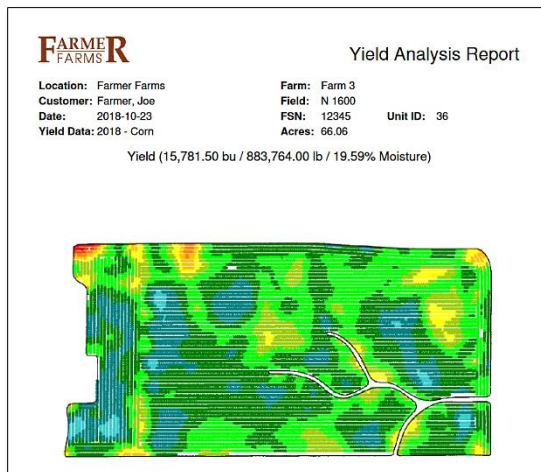 FARMER
FARMS
Yield Analysis Report
Location: Farmer Farms
Customer: Farmer, Joe
Date: 2018-10-23
Yield Data: 2018 - Corn
Farm: Farm 3
Field: N 1600
FSN: 12345 Unit ID: 36
Acres: 66.06
Yield (15,781.50 bu / 883,764.00 lb / 19.59% Moisture)